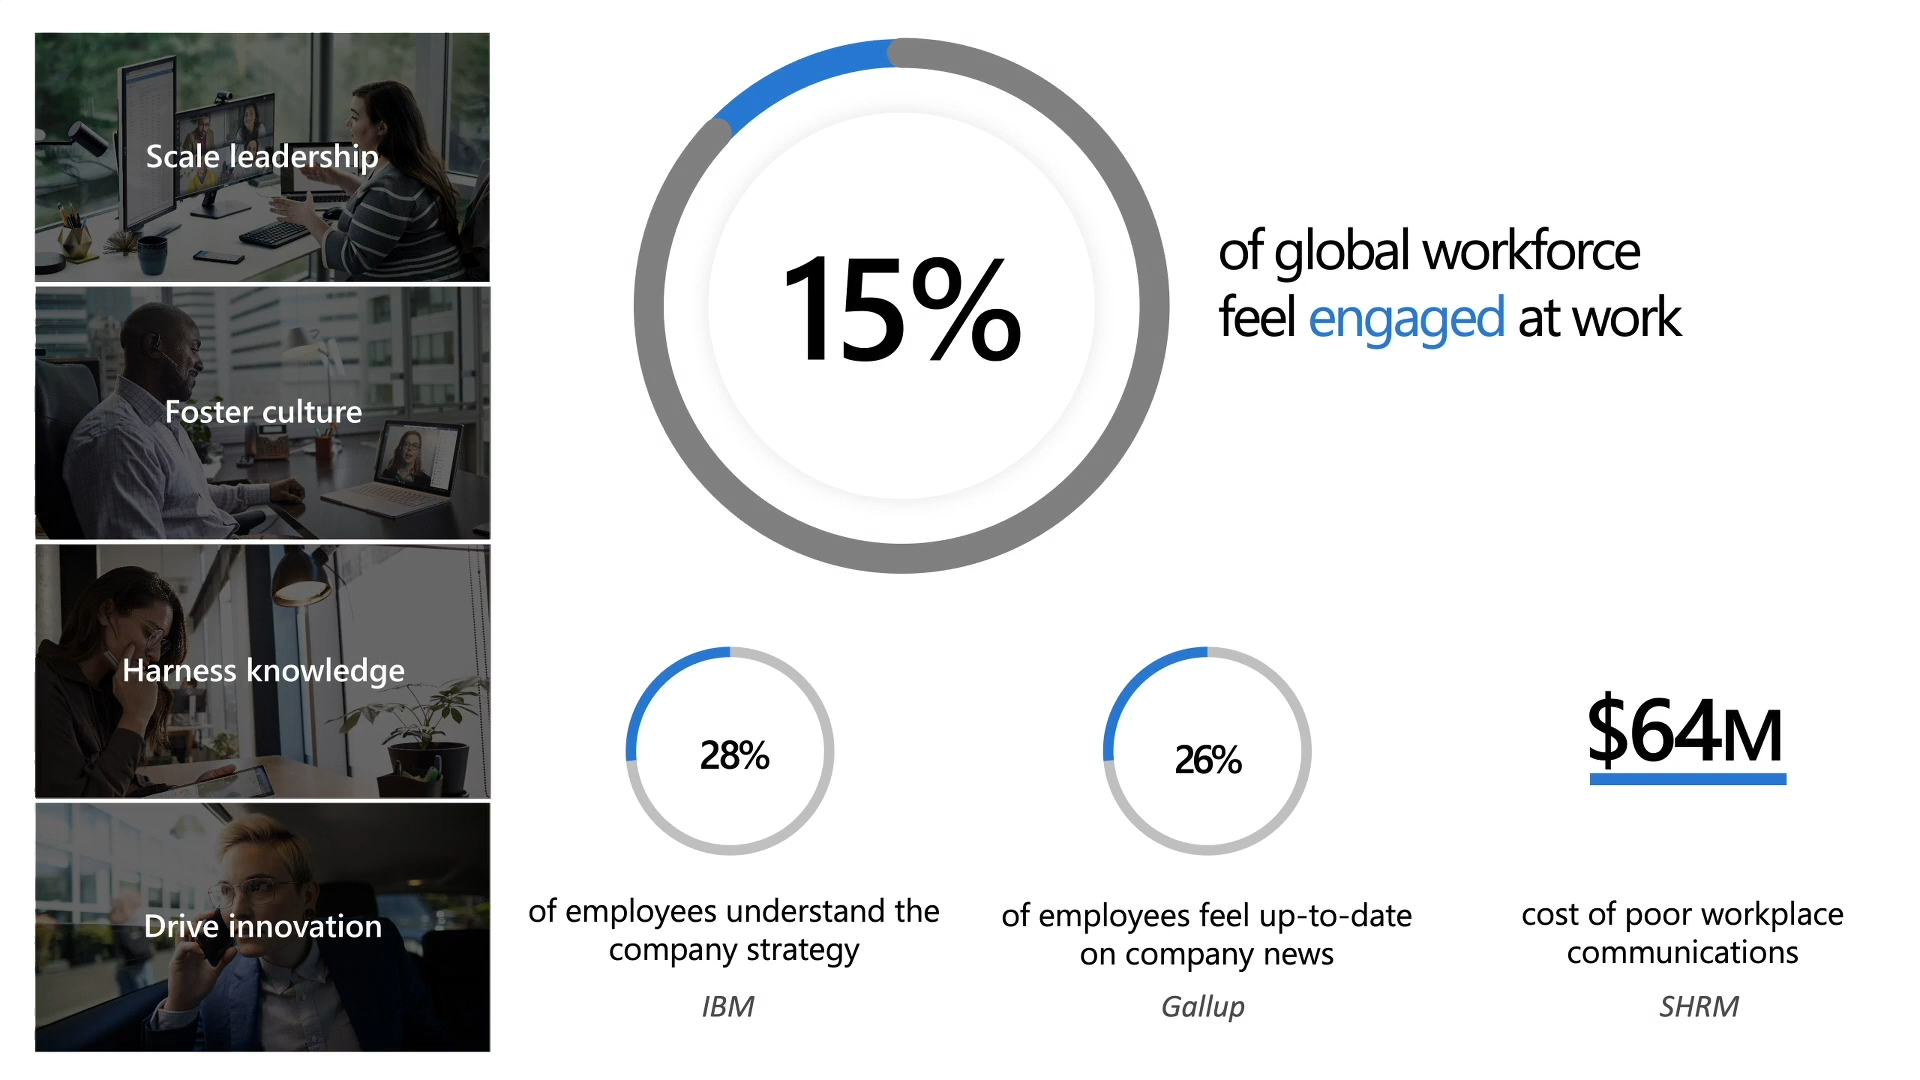 Scale leadership
Foster culture
Harness knowledge
Drive innovation
15%
of global workforce
feel engaged at work
28%
of employees understand the
company strategy
IBM
26%
of employees feel up-to-date
on company news
Gallup
$64M
cost of poor workplace
communications
SHRM